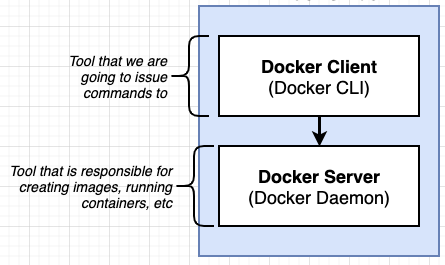 Tool that we are
going to issue
commands to
Docker Client
(Docker CLI)
Tool that is responsible for
creating images, running
containers, etc
Docker Server
(Docker Daemon)